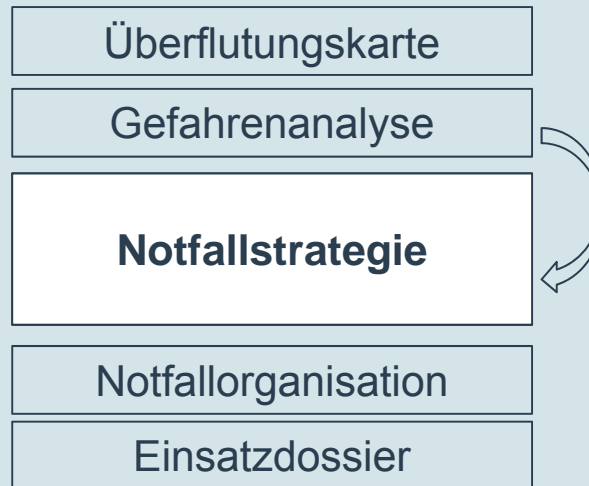 Überflutungskarte
Gefahrenanalyse
Notfallstrategie
Notfallorganisation
Einsatzdossier